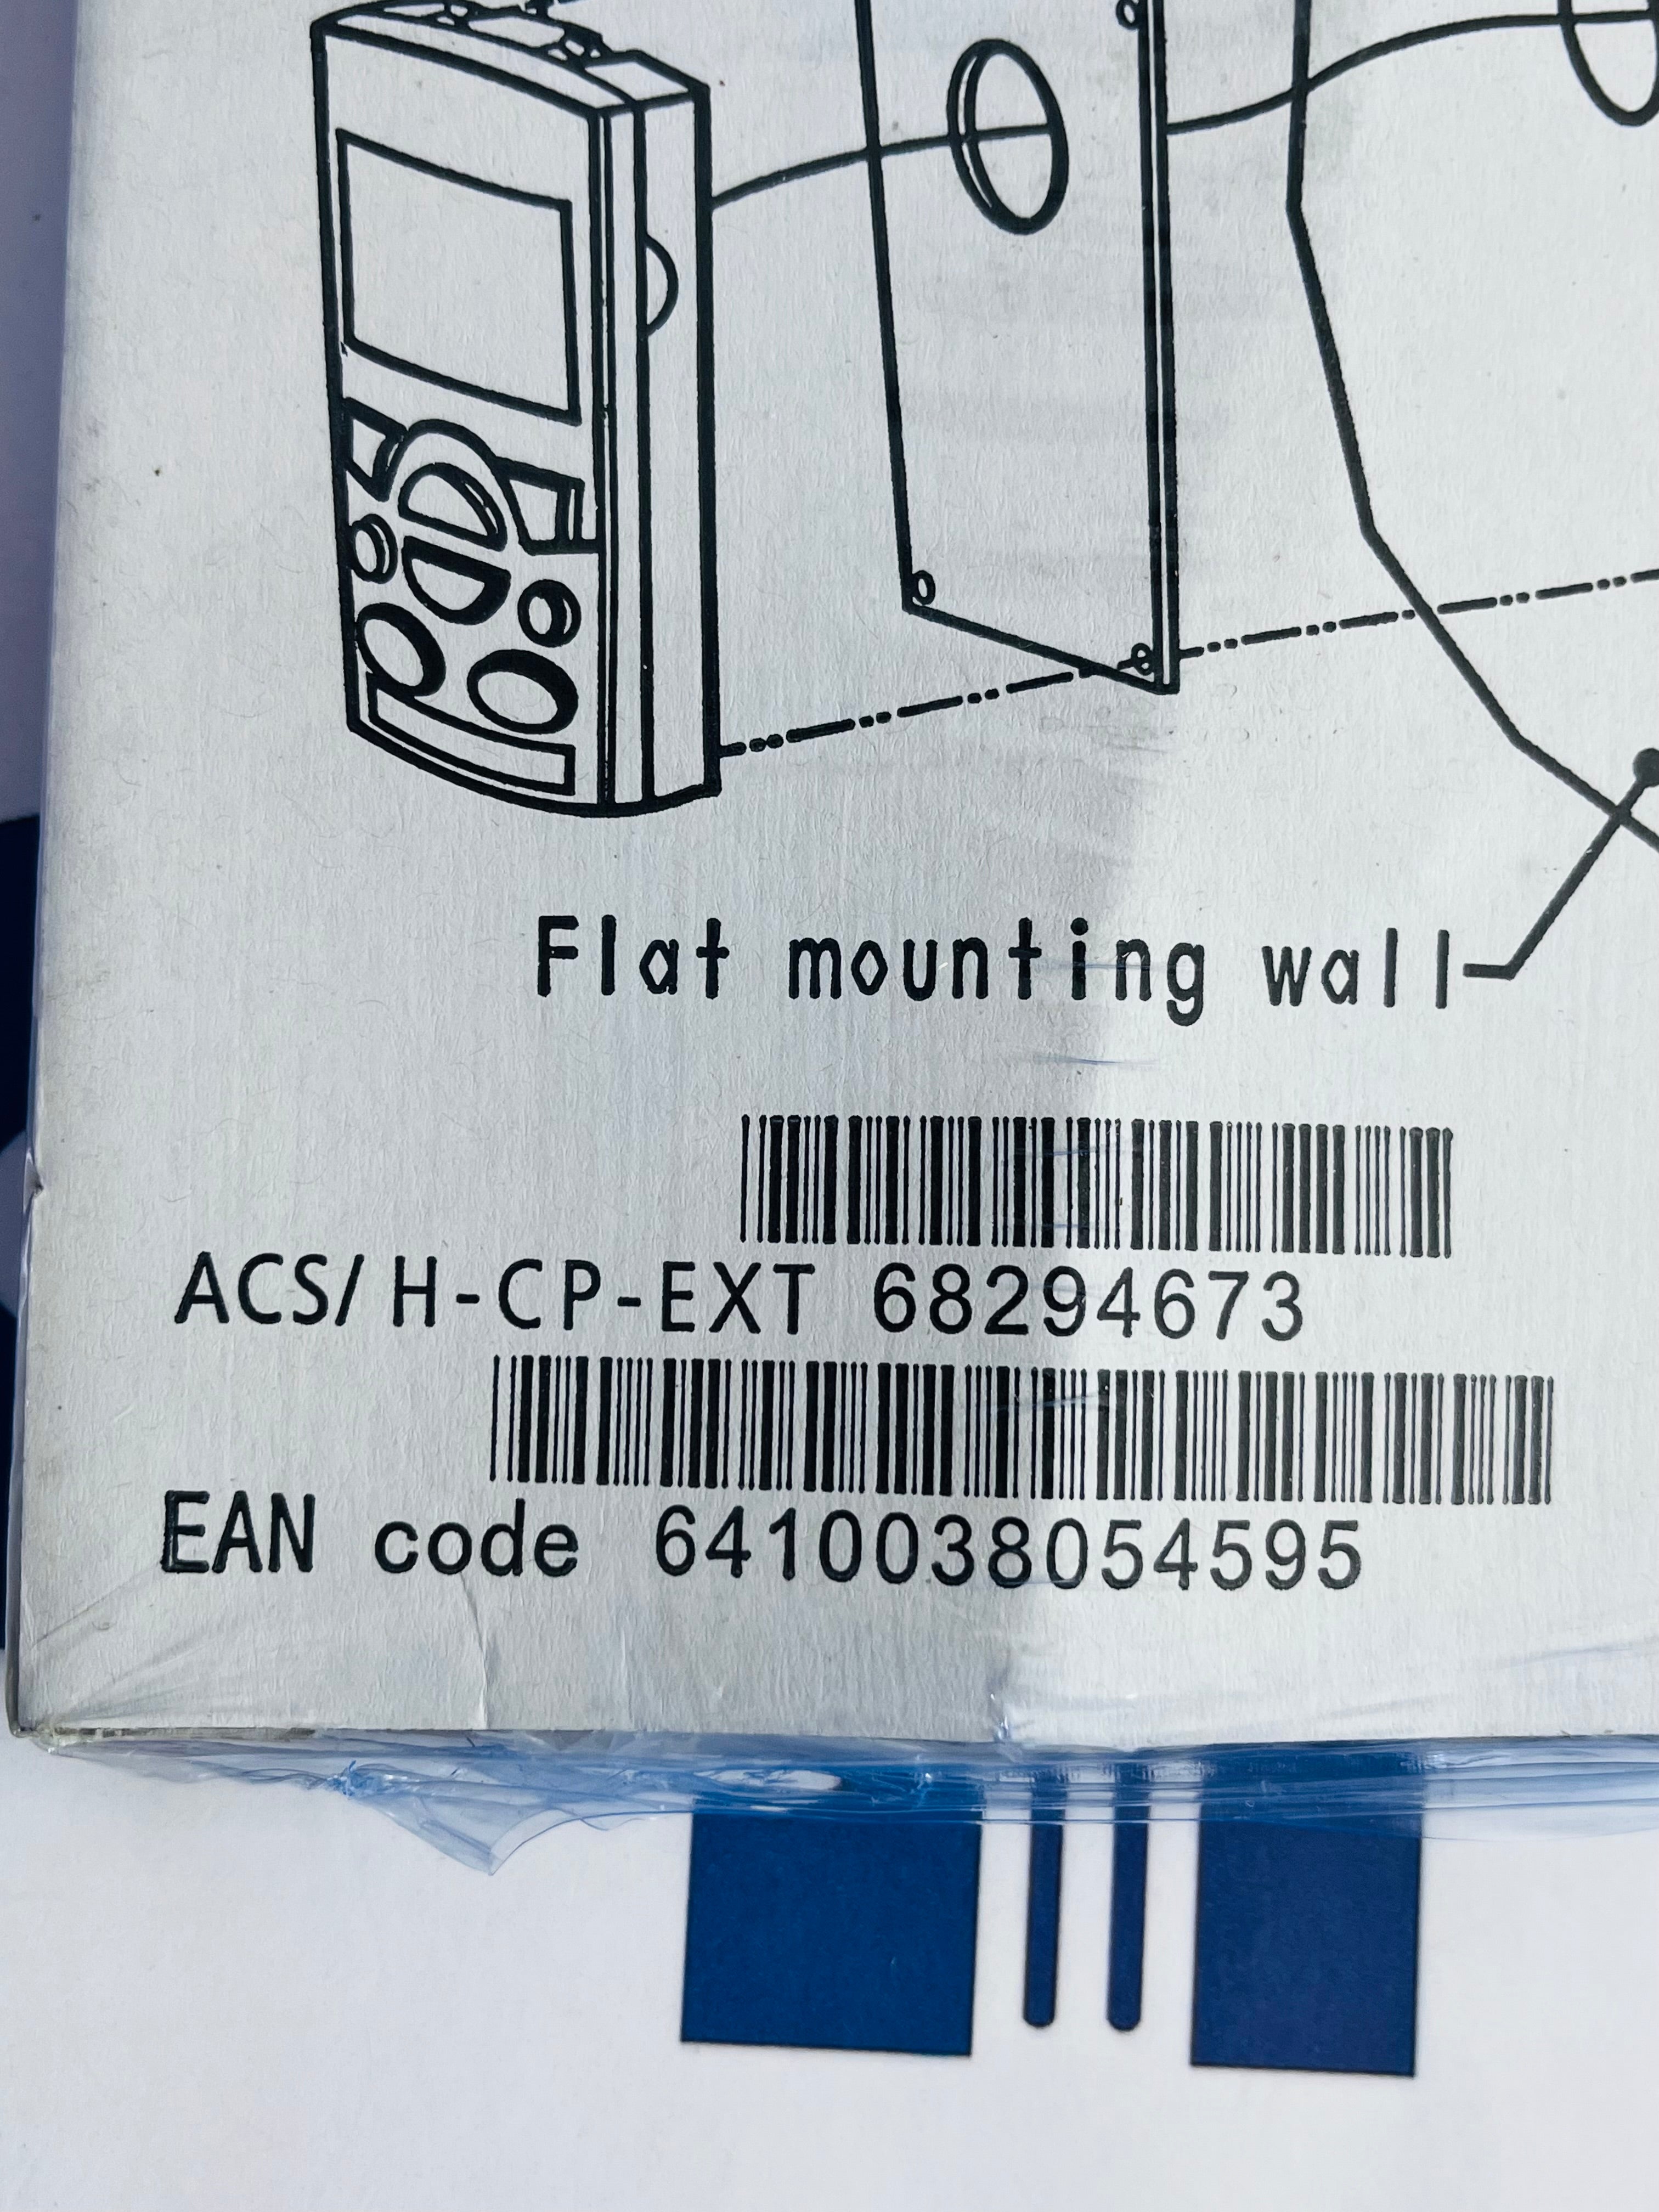 Flat mounting wall
ACS/H-CP-EXT 68294673
EAN code 6410038054595